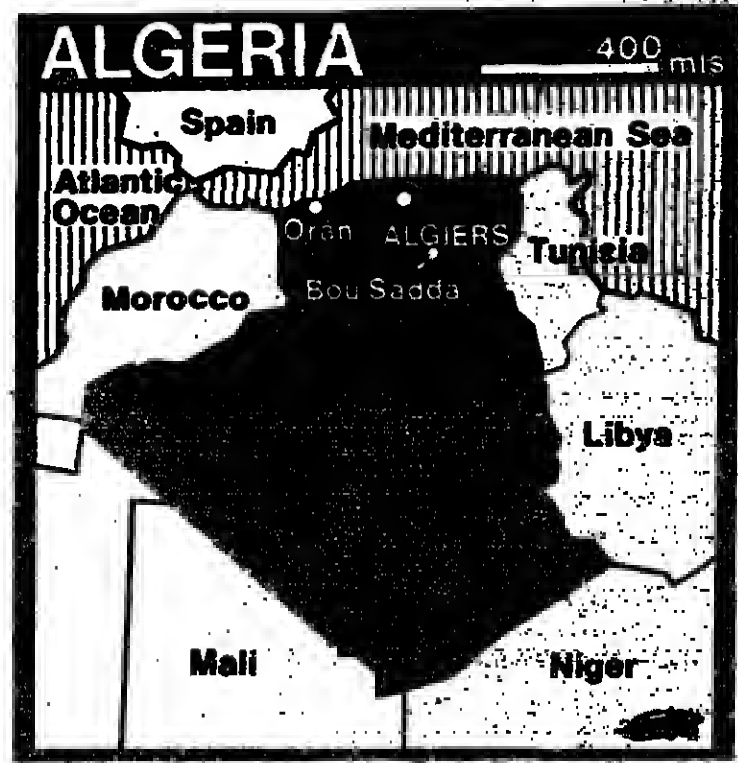 ALGERIA
400 mls
Spain
Mediterranean Sea
Atlantic
Ocean
Oran
ALGIERS
Tunisia
Bou Sadda
Morocco
Libya
Mali
Niger